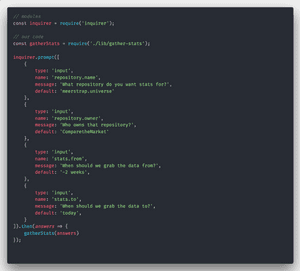 // Modules
const inquirer = require('inquirer');
// our code
const gatherStats = require('./lib/gather-stats');
inquirer.prompt([
{
type: 'input',
name: 'repository.name',
message: 'What repository do you want stats for?',
default: 'meerstrap.universe'
},
{
type: 'input',
name: 'repository.owner',
message: 'Who owns that repository?',
default: 'ComparetheMarket'
},
{
type: 'input',
name: 'stats.from',
message: 'When should we grab the data from?',
default: '-2 weeks',
},
{
type: 'input',
name: 'stats.to',
message: 'When should we grab the data to?',
default: 'today',
}
]).then(answers => {
gatherStats(answers)
});